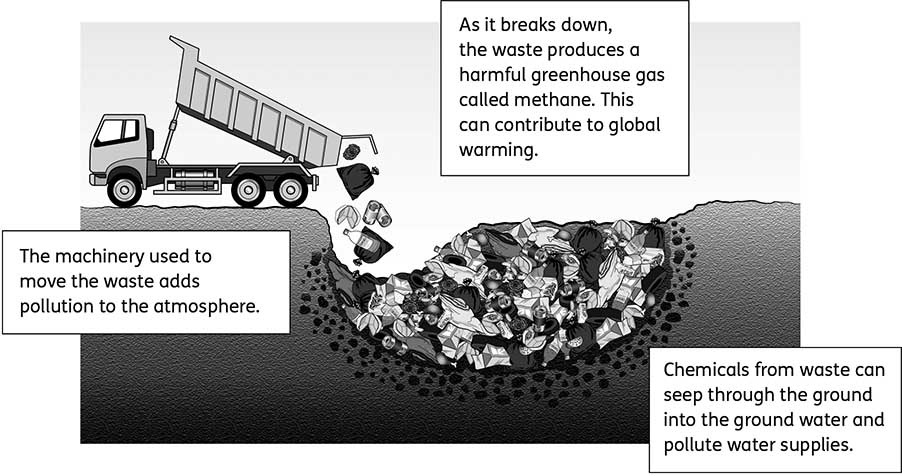 As it breaks down,
the waste produces a
harmful greenhouse gas
called methane. This
can contribute to global
warming.
The machinery used to
move the waste adds
pollution to the atmosphere.
Chemicals from waste can
seep through the ground
into the ground water and
pollute water supplies.